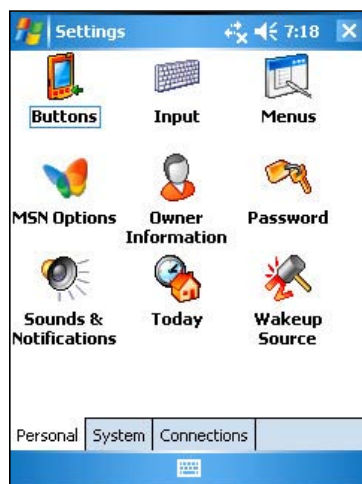 Settings 7:18
Buttons Input Menus
MSN Options Owner Information Password
Sounds & Notifications Today Wakeup Source
Personal System Connections